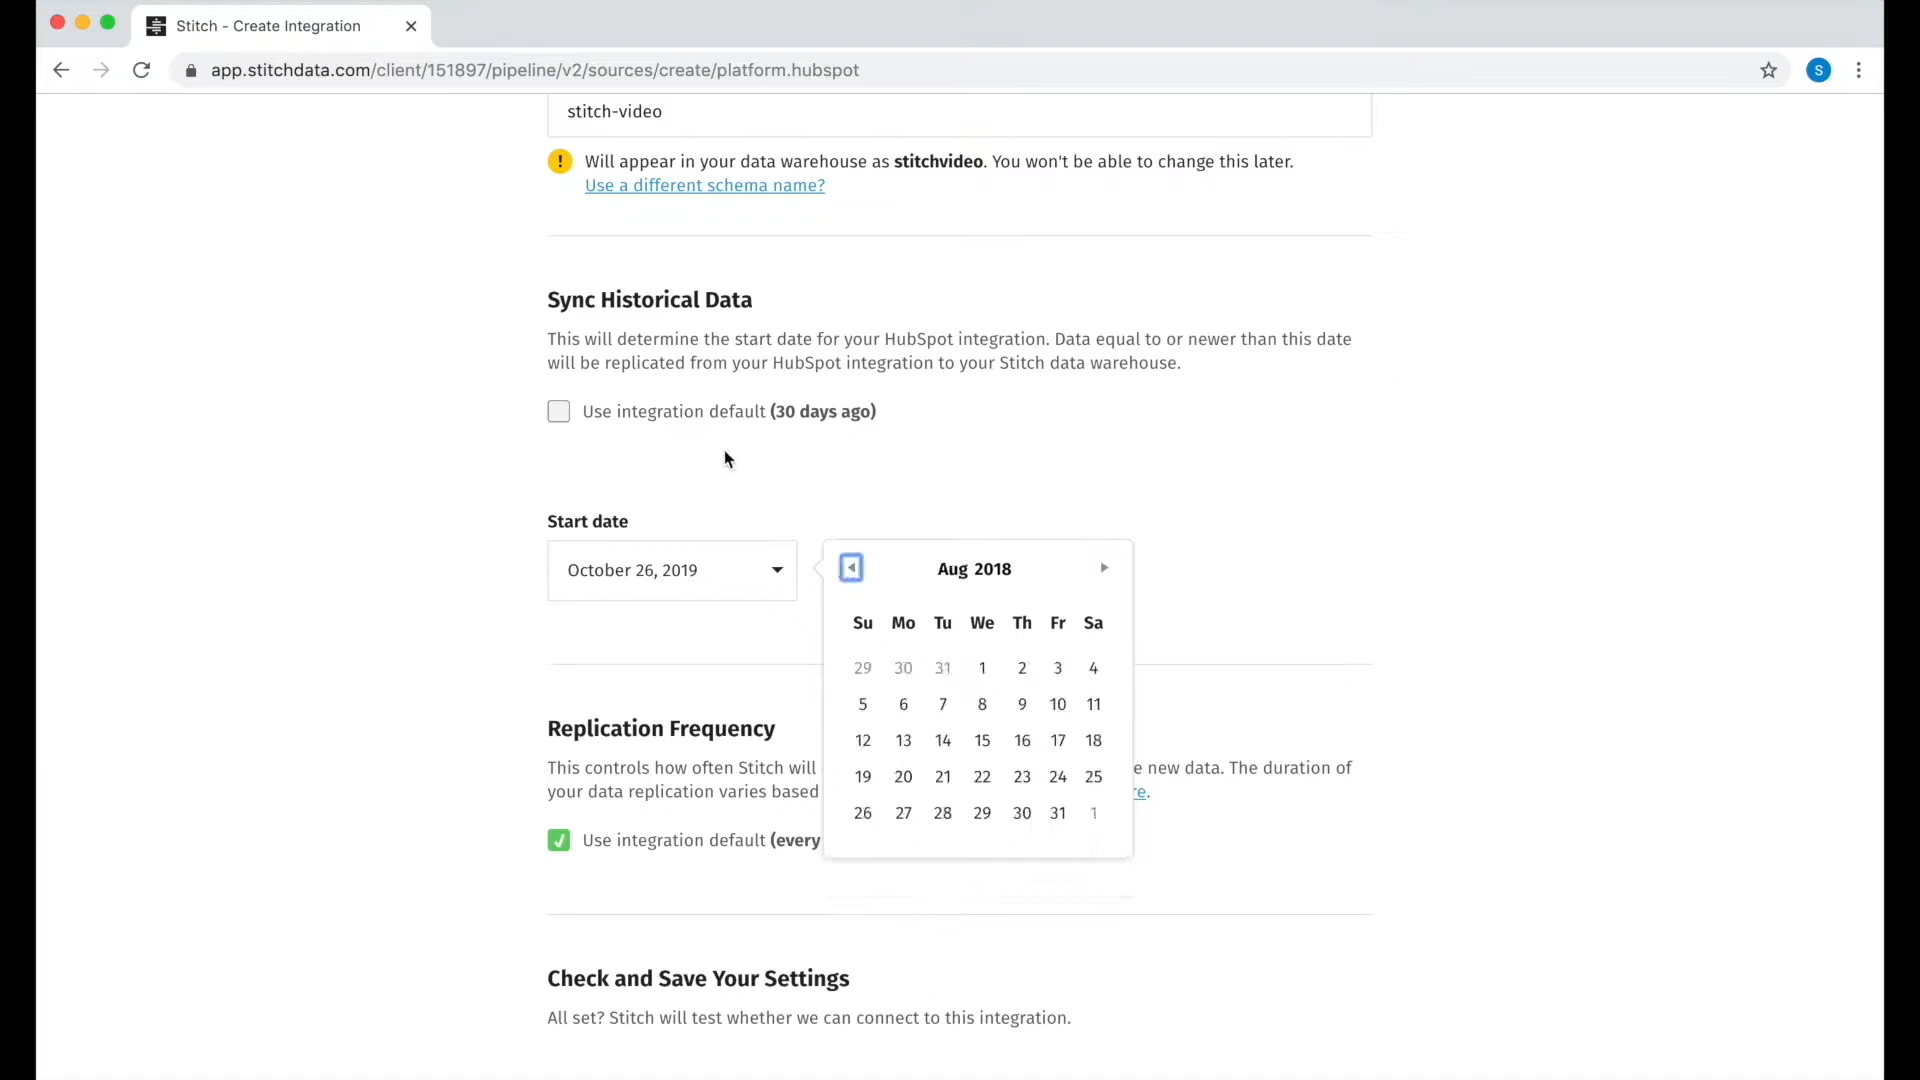 Stitch - Create Integration
app.stitchdata.com/client/151897/pipeline/v2/sources/create/platform.hubspot
S
stitch-video
! Will appear in your data warehouse as stitchvideo. You won't be able to change this later.
Use a different schema name?
Sync Historical Data
This will determine the start date for your HubSpot integration. Data equal to or newer than this date
will be replicated from your HubSpot integration to your Stitch data warehouse.
Use integration default (30 days ago)
Start date
October 26, 2019
Aug 2018
Su Mo Tu We Th Fr Sa
29 30 31 1 2 3 4
5 6 7 8 9 10 11
12 13 14 15 16 17 18
19 20 21 22 23 24 25
26 27 28 29 30 31 1
Replication Frequency
This controls how often Stitch will e new data. The duration of
your data replication varies based re.
Use integration default (every
Check and Save Your Settings
All set? Stitch will test whether we can connect to this integration.